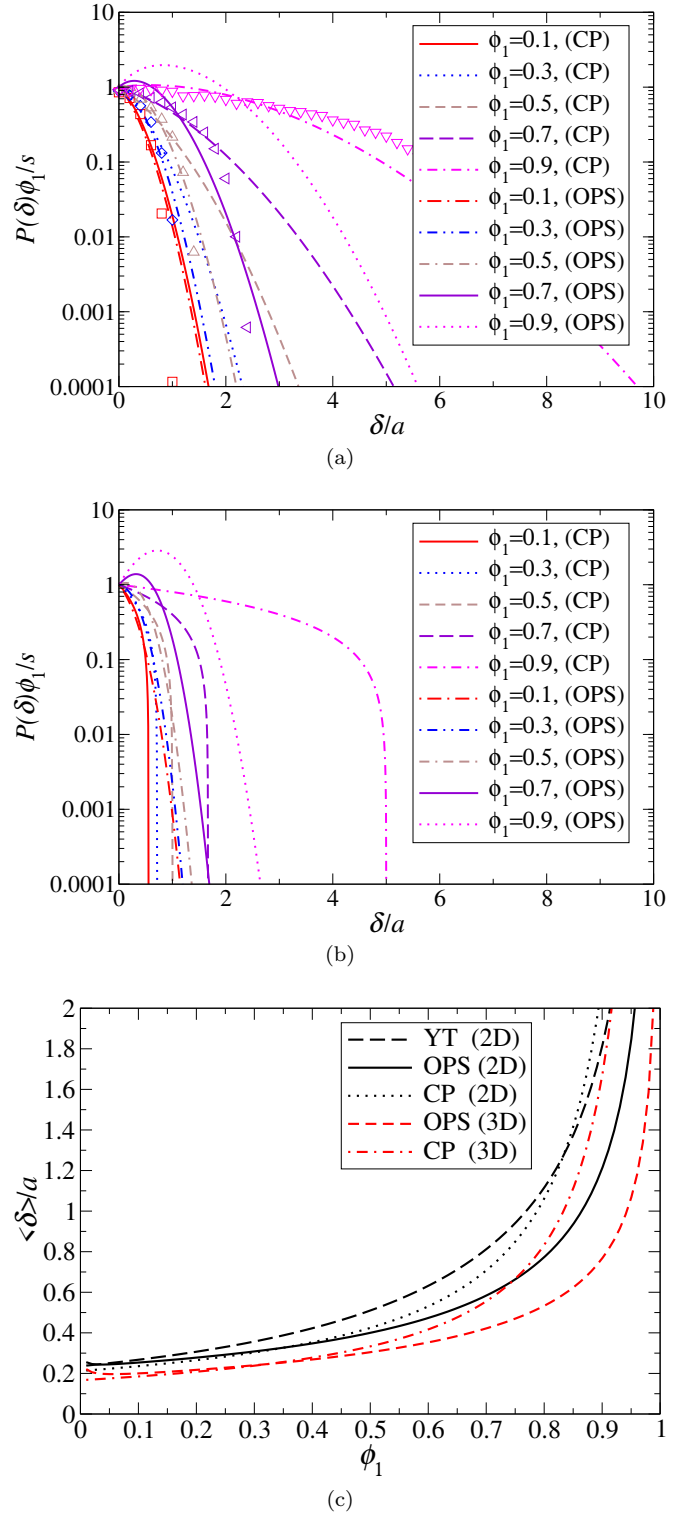 10
1
0.1
0.01
0.001
0.0001
P(δ)ϕ₁/s
ϕ₁=0.1, (CP)
ϕ₁=0.3, (CP)
ϕ₁=0.5, (CP)
ϕ₁=0.7, (CP)
ϕ₁=0.9, (CP)
ϕ₁=0.1, (OPS)
ϕ₁=0.3, (OPS)
ϕ₁=0.5, (OPS)
ϕ₁=0.7, (OPS)
ϕ₁=0.9, (OPS)
0 2 4 6 8 10
δ/a
(a)
10
1
0.1
0.01
0.001
0.0001
P(δ)ϕ₁/s
ϕ₁=0.1, (CP)
ϕ₁=0.3, (CP)
ϕ₁=0.5, (CP)
ϕ₁=0.7, (CP)
ϕ₁=0.9, (CP)
ϕ₁=0.1, (OPS)
ϕ₁=0.3, (OPS)
ϕ₁=0.5, (OPS)
ϕ₁=0.7, (OPS)
ϕ₁=0.9, (OPS)
0 2 4 6 8 10
δ/a
(b)
2
1.8
1.6
1.4
1.2
1
0.8
0.6
0.4
0.2
0
<δ>/a
YT (2D)
OPS (2D)
CP (2D)
OPS (3D)
CP (3D)
0 0.1 0.2 0.3 0.4 0.5 0.6 0.7 0.8 0.9 1
ϕ₁
(c)